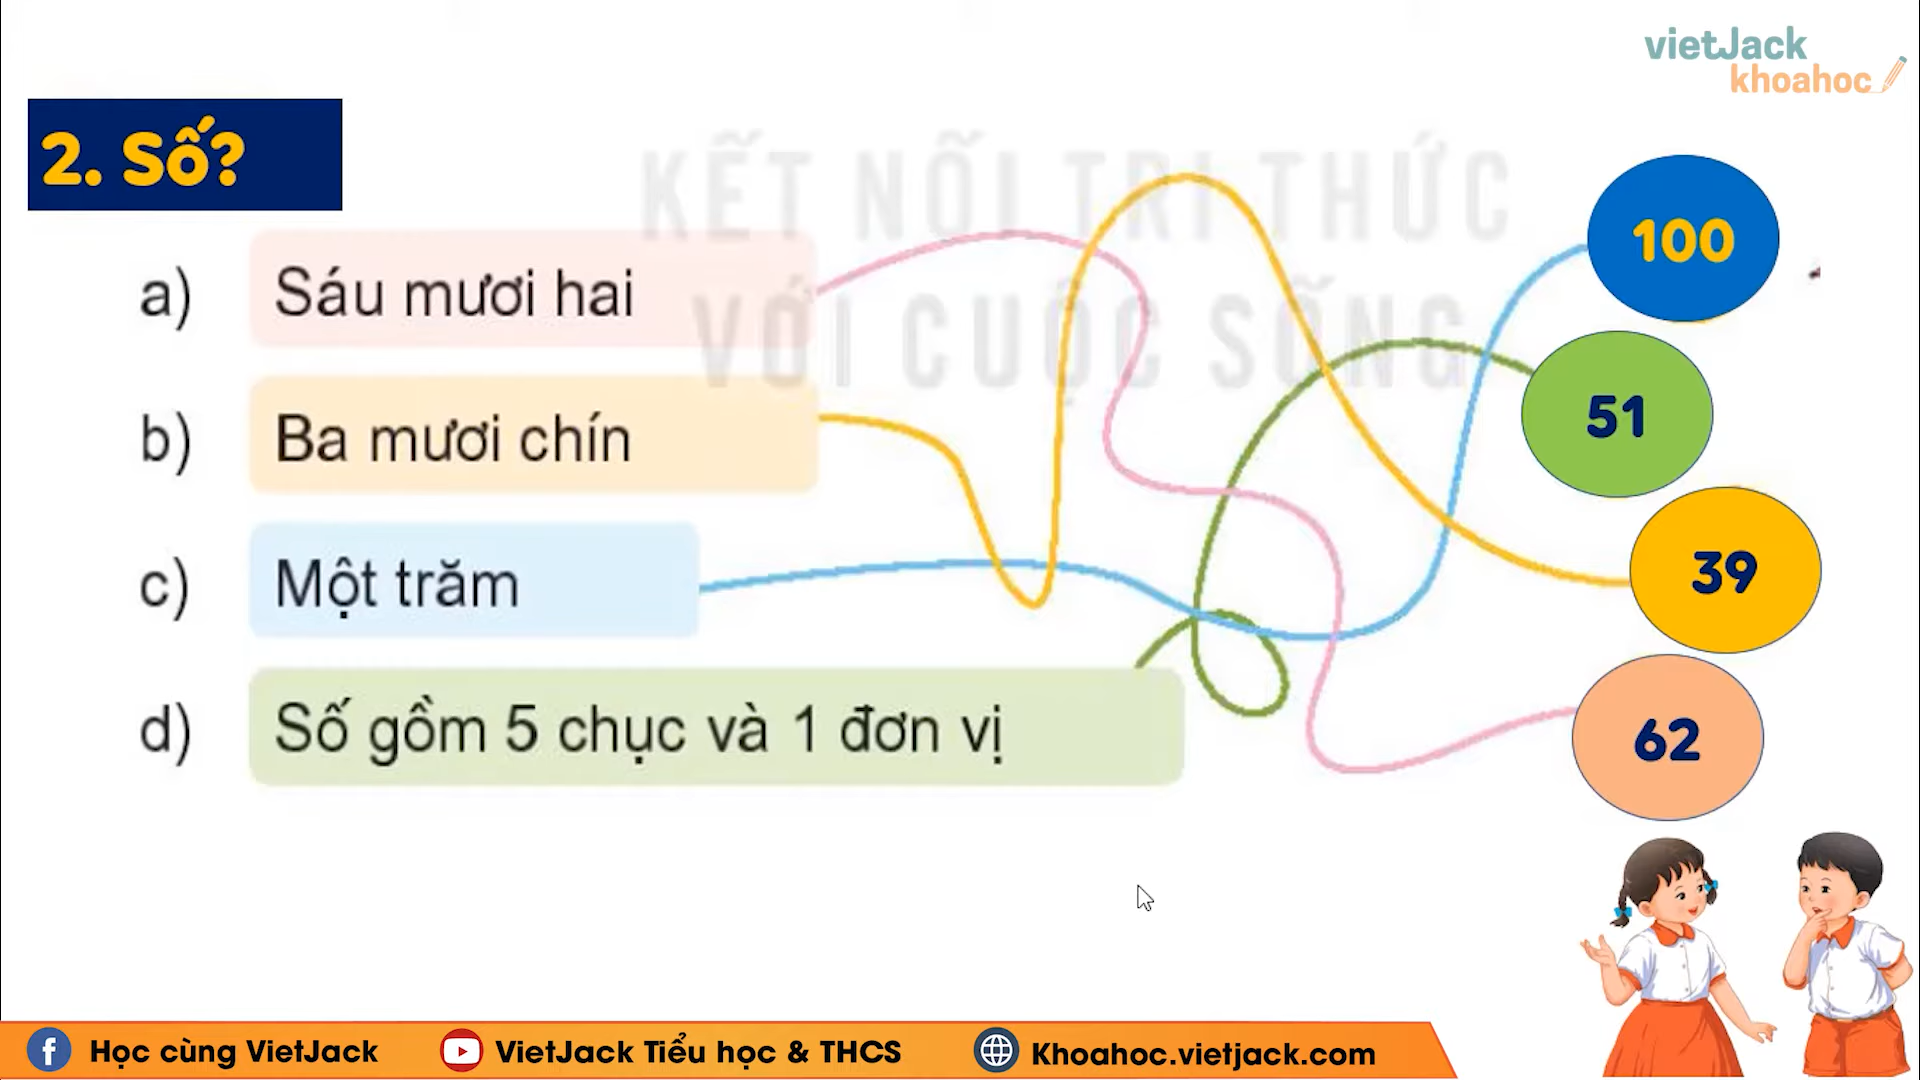 vietJack
khoahoc
2. Số?
KẾT NỐI TRI THỨC
VỚI CUỘC SỐNG
a) Sáu mươi hai
b) Ba mươi chín
c) Một trăm
d) Số gồm 5 chục và 1 đơn vị
100
51
39
62
Học cùng VietJack
VietJack Tiểu học & THCS
Khoahoc.vietjack.com